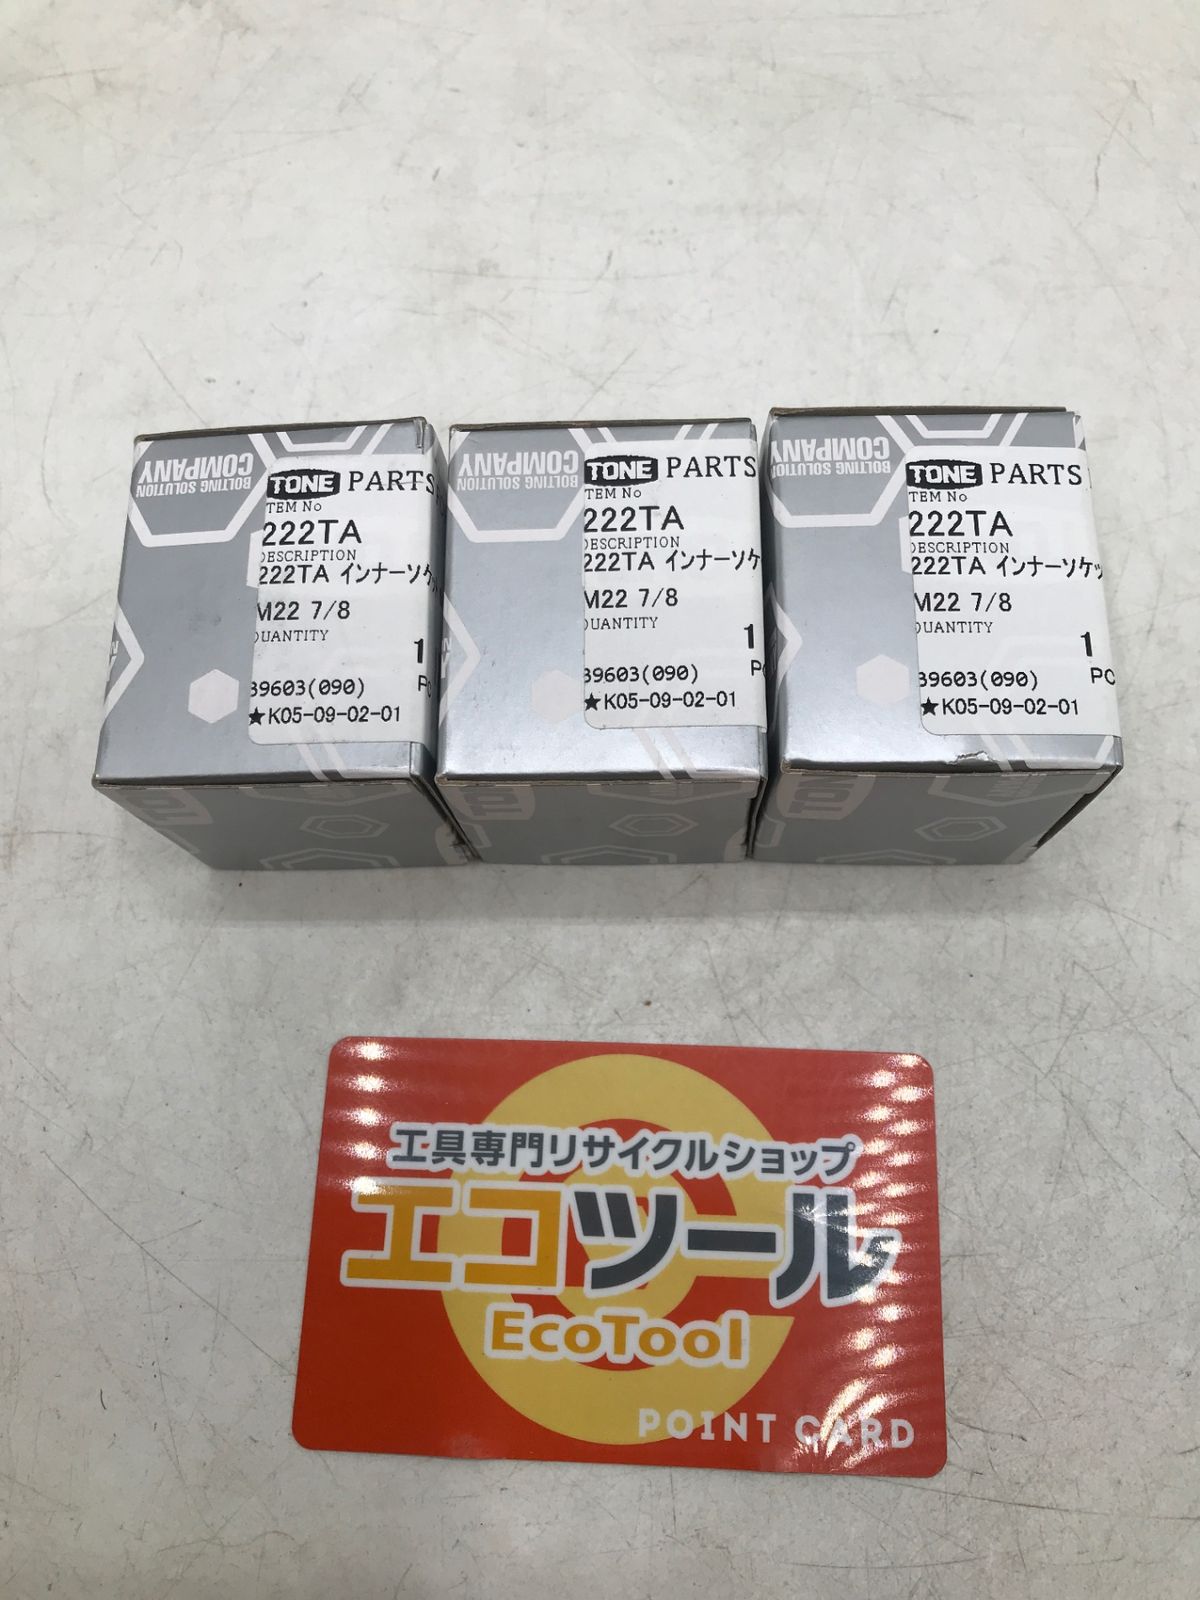 BOLTING SOLUTION
COMPANY
TONE PARTS
TEM No
222TA
DESCRIPTION
222TA インナーソケッ
M22 7/8
QUANTITY
1
PC
39603(090)
★K05-09-02-01
BOLTING SOLUTION
COMPANY
TONE PARTS
TEM No
222TA
DESCRIPTION
222TA インナーソケ
M22 7/8
QUANTITY
1
P
39603(090)
★K05-09-02-01
BOLTING SOLUTION
COMPANY
TONE PARTS
TEM No
222TA
DESCRIPTION
222TA インナーソケッ
M22 7/8
QUANTITY
1
PC
39603(090)
★K05-09-02-01
工具専門リサイクルショップ
エコツール
EcoTool
POINT CARD